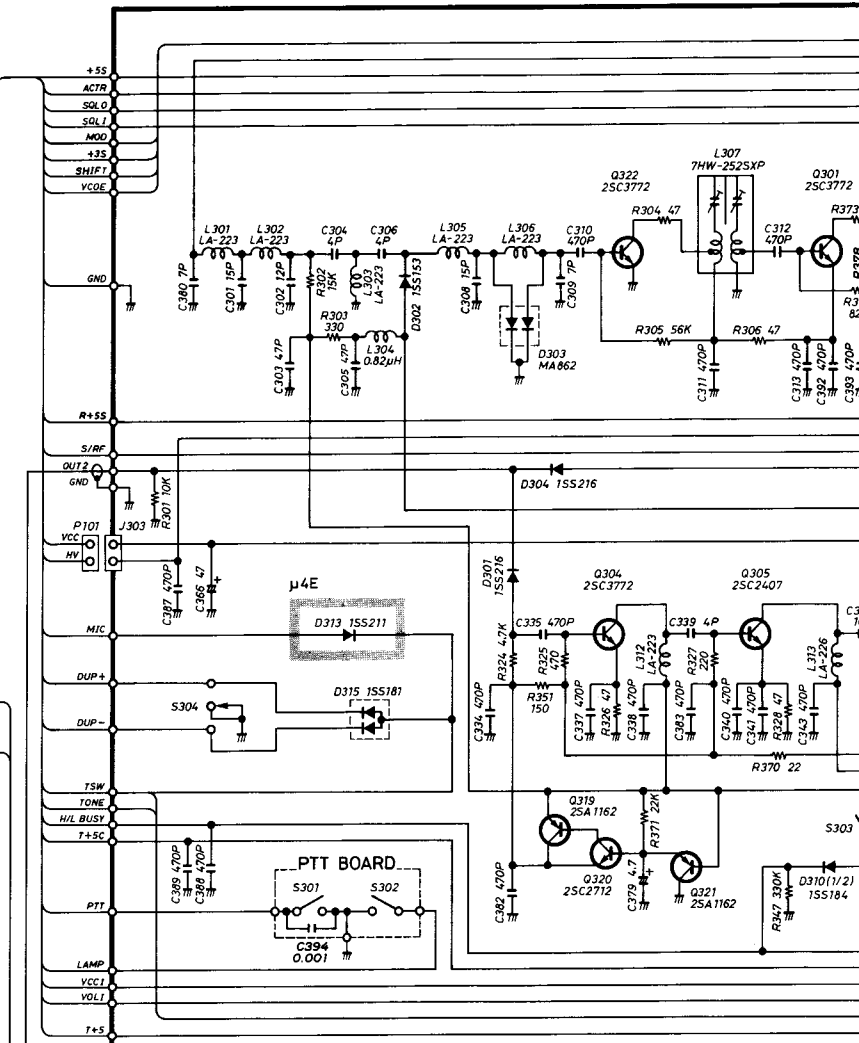 +5S
ACTR
SQLO
SQLI
MOD
+3S
SHIFT
VCOE
L307
7HW-252SXP
Q322
2SC3772
Q301
2SC3772
R304 47
R373
L301
LA-223
L302
LA-223
C304
4P
C306
4P
L305
LA-223
L306
LA-223
C310
470P
C312
470P
GND
C380 7P
C301 15P
C302 12P
R302
15K
L303
LA-223
D302 1SS153
C308 15P
C309 7P
R378
R3
82
R303
330
L304
0.82μH
C303 47P
C305 47P
D303
MA862
R305 56K
R306 47
C311 470P
C313 470P
C392 470P
C393 470P
R+5S
S/RF
OUT2
GND
R301 10K
D304 1SS216
P101
J303
VCC
HV
C387 470P
C366 47
+
D301
1SS216
Q304
2SC3772
Q305
2SC2407
μ4E
MIC
D313 1SS211
C335 470P
C339 4P
C3
10
R324 4.7K
R325
470
L312
LA-223
R327
220
L313
LA-226
DUP+
D315 1SS181
S304
DUP-
R351
150
C334 470P
C337 470P
R326 47
C338 470P
C383 470P
C340 470P
C341 470P
R328 47
C343 470P
R370 22
TSW
TONE
H/L BUSY
T+5C
Q319
2SA1162
R371 22K
S303
C389 470P
C388 470P
PTT BOARD
S301
S302
Q320
2SC2712
C379 4.7
+
Q321
2SA1162
C382 470P
R347 330K
D310(1/2)
1SS184
PTT
C394
0.001
LAMP
VCC1
VOL1
T+5